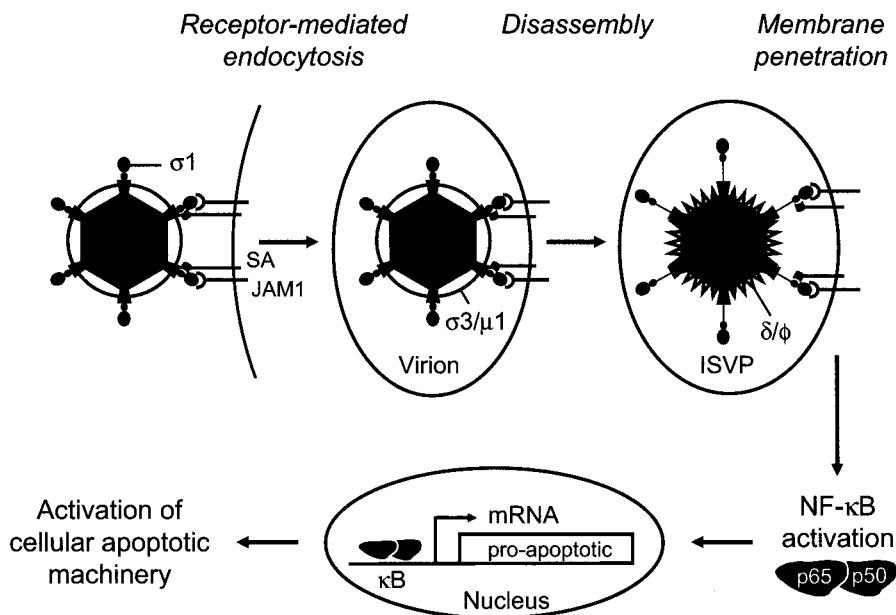 Receptor-mediated
endocytosis
Disassembly
Membrane
penetration
σ1
SA
JAM1
σ3/μ1
Virion
δ/ϕ
ISVP
NF-κB
activation
p65 p50
mRNA
pro-apoptotic
κB
Nucleus
Activation of
cellular apoptotic
machinery